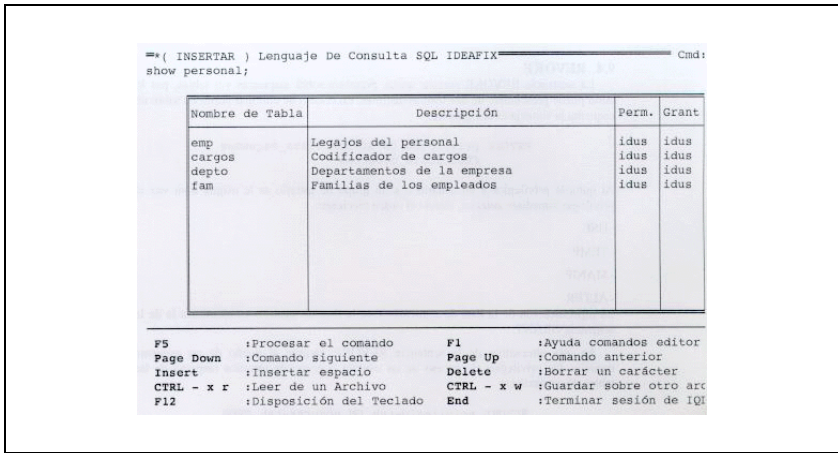 =*( INSERTAR ) Lenguaje De Consulta SQL IDEAFIX Cmd:
show personal;
Nombre de Tabla Descripción Perm. Grant
emp Legajos del personal idus idus
cargos Codificador de cargos idus idus
depto Departamentos de la empresa idus idus
fam Familias de los empleados idus idus
F5 :Procesar el comando F1 :Ayuda comandos editor
Page Down :Comando siguiente Page Up :Comando anterior
Insert :Insertar espacio Delete :Borrar un carácter
CTRL - x r :Leer de un Archivo CTRL - x w :Guardar sobre otro arc
F12 :Disposición del Teclado End :Terminar sesión de IQI